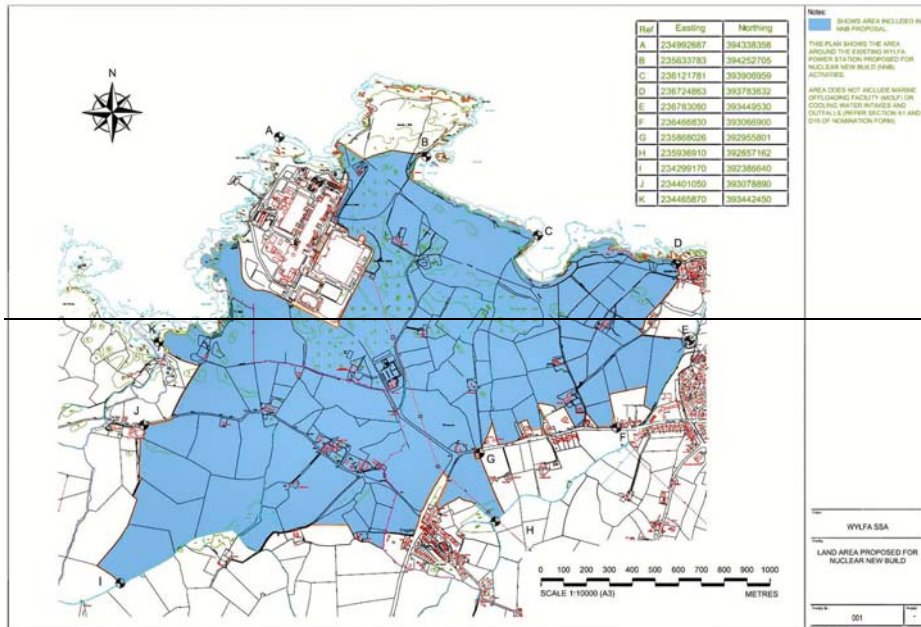 Notes:
SHOWS AREA INCLUDED IN
NNB PROPOSAL
THIS PLAN SHOWS THE AREA
AROUND THE EXISTING WYLFA
POWER STATION PROPOSED FOR
NUCLEAR NEW BUILD (NNB)
ACTIVITIES.
AREA DOES NOT INCLUDE MARINE
OFFLOADING FACILITY (MOLF) OR
COOLING WATER INTAKES AND
OUTFALLS (REFER SECTION A1 AND
OF NOMINATION FORM)
Ref Easting Northing
A 234992687 394338358
B 235633783 394252705
C 236121781 393908959
D 236724863 393783632
E 236783080 393449530
F 236466830 393066900
G 235868026 392955801
H 235936910 392657162
I 234299170 392386640
J 234401050 393078890
K 234465870 393442450
N
A
B
C
D
E
F
G
H
I
J
K
0 100 200 300 400 500 600 700 800 900 1000
SCALE 1:10000 (A3) METRES
WYLFA SSA
LAND AREA PROPOSED FOR
NUCLEAR NEW BUILD
001